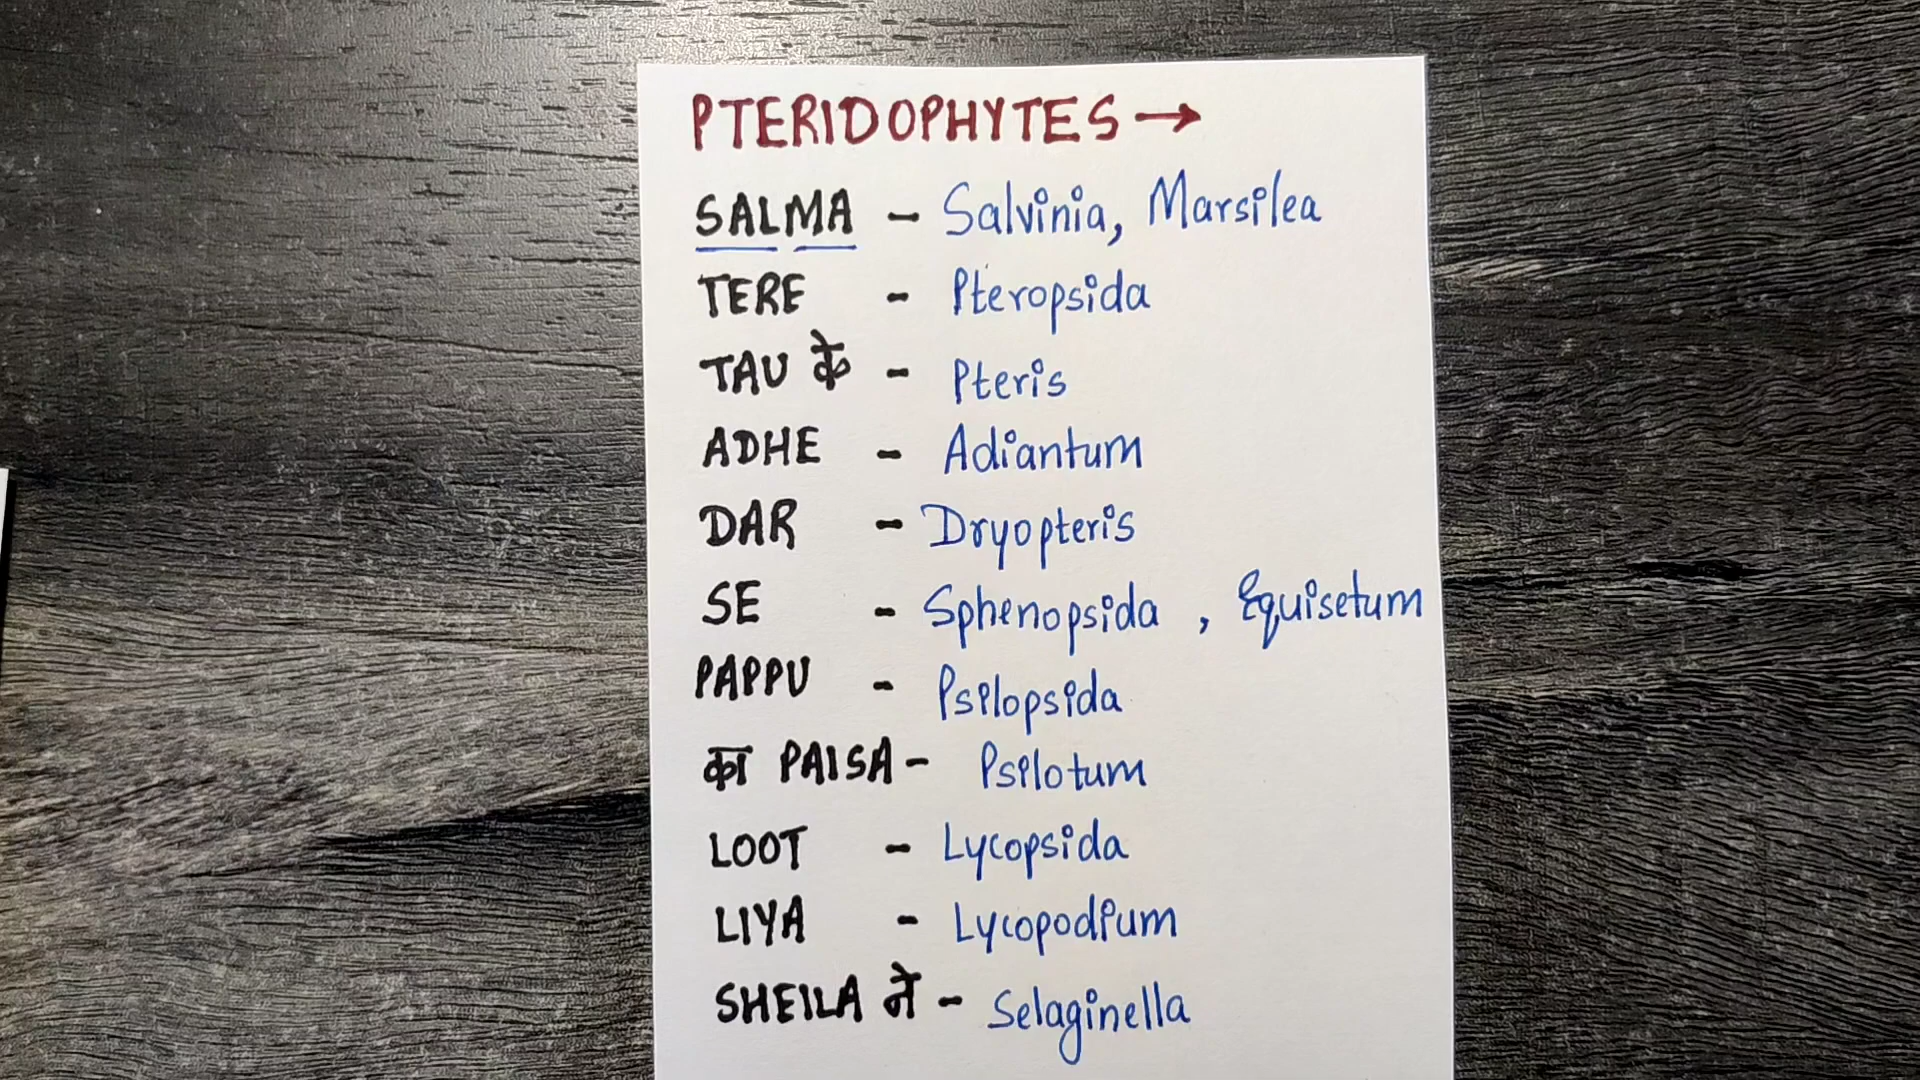 PTERIDOPHYTES →
SALMA - Salvinia, Marsilea
TERE - Pteropsida
TAU के - Pteris
ADHE - Adiantum
DAR - Dryopteris
SE - Sphenopsida , Equisetum
PAPPU - Psilopsida
का PAISA - Psilotum
LOOT - Lycopsida
LIYA - Lycopodium
SHEILA ने - Selaginella